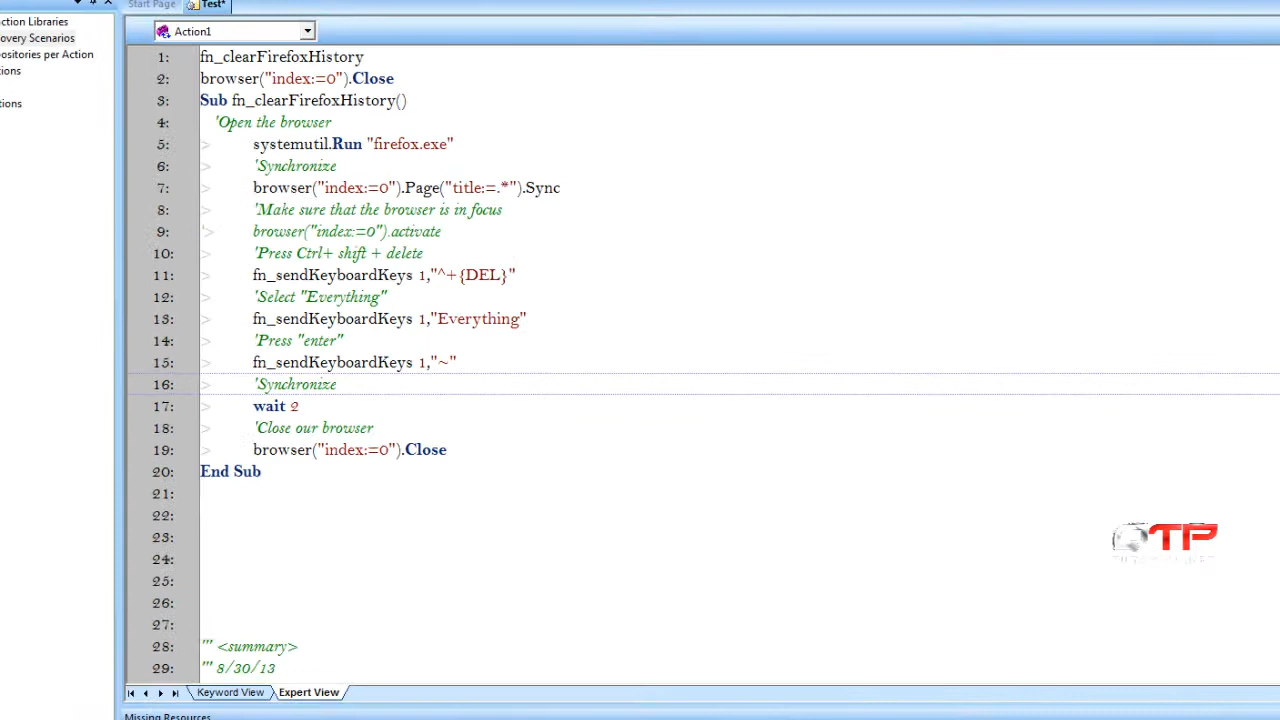 Start Page
Test*
Action1
ction Libraries
overy Scenarios
positories per Action
ions
tions
1: fn_clearFirefoxHistory
2: browser("index:=0").Close
3: Sub fn_clearFirefoxHistory()
4: 'Open the browser
5: > systemutil.Run "firefox.exe"
6: > 'Synchronize
7: > browser("index:=0").Page("title:=.*").Sync
8: > 'Make sure that the browser is in focus
9: '> browser("index:=0").activate
10: > 'Press Ctrl+ shift + delete
11: > fn_sendKeyboardKeys 1,"^+{DEL}"
12: > 'Select "Everything"
13: > fn_sendKeyboardKeys 1,"Everything"
14: > 'Press "enter"
15: > fn_sendKeyboardKeys 1,"~"
16: > 'Synchronize
17: > wait 2
18: > 'Close our browser
19: > browser("index:=0").Close
20: End Sub
21:
22:
23:
24:
25:
26:
27:
28: ''' <summary>
29: ''' 8/30/13
QTP
Keyword View
Expert View
Missing Resources